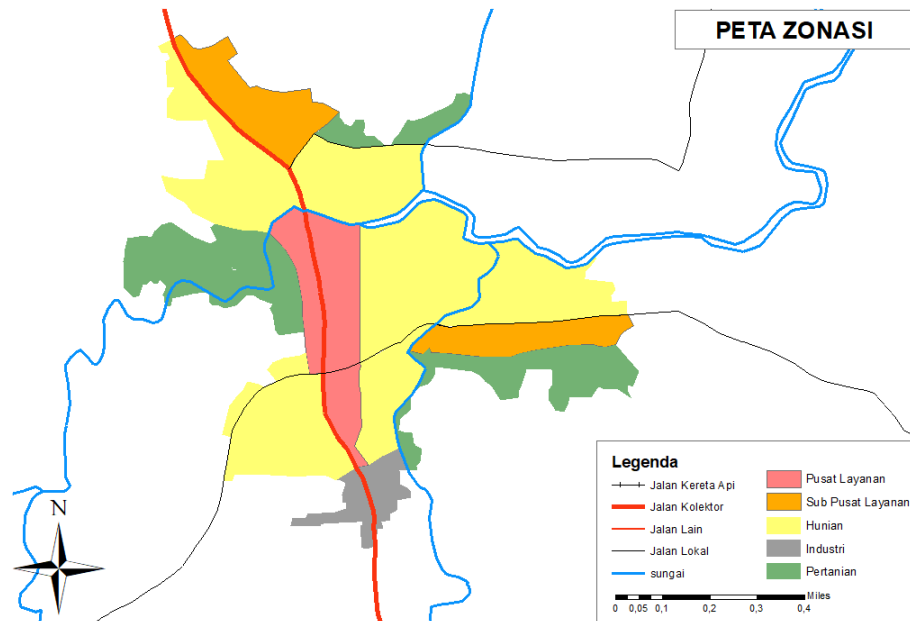 PETA ZONASI
N
Legenda
Jalan Kereta Api
Jalan Kolektor
Jalan Lain
Jalan Lokal
sungai
Pusat Layanan
Sub Pusat Layanan
Hunian
Industri
Pertanian
Miles
0 0,05 0,1 0,2 0,3 0,4